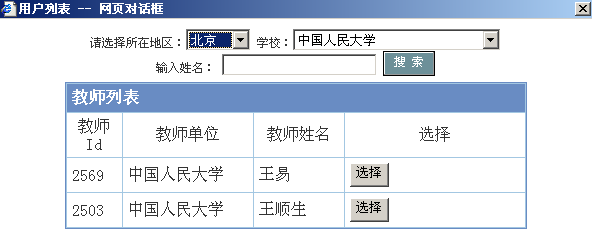 用户列表 -- 网页对话框
请选择所在地区： 北京 学校： 中国人民大学
输入姓名： 搜 索
教师列表
教师Id 教师单位 教师姓名 选择
2569 中国人民大学 王易 选择
2503 中国人民大学 王顺生 选择